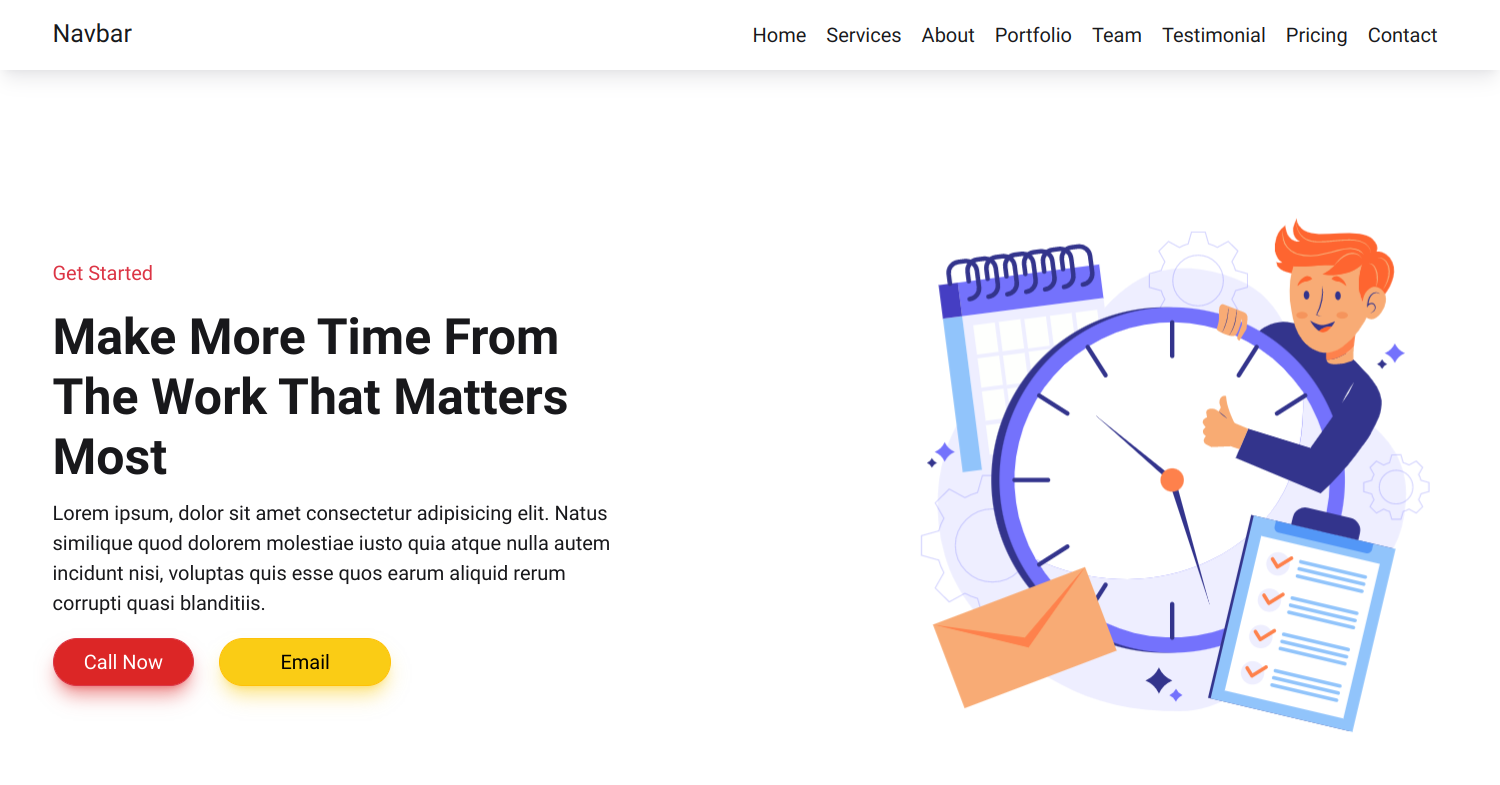 Navbar
Home Services About Portfolio Team Testimonial Pricing Contact
Get Started
Make More Time From
The Work That Matters
Most
Lorem ipsum, dolor sit amet consectetur adipisicing elit. Natus
similique quod dolorem molestiae iusto quia atque nulla autem
incidunt nisi, voluptas quis esse quos earum aliquid rerum
corrupti quasi blanditiis.
Call Now
Email